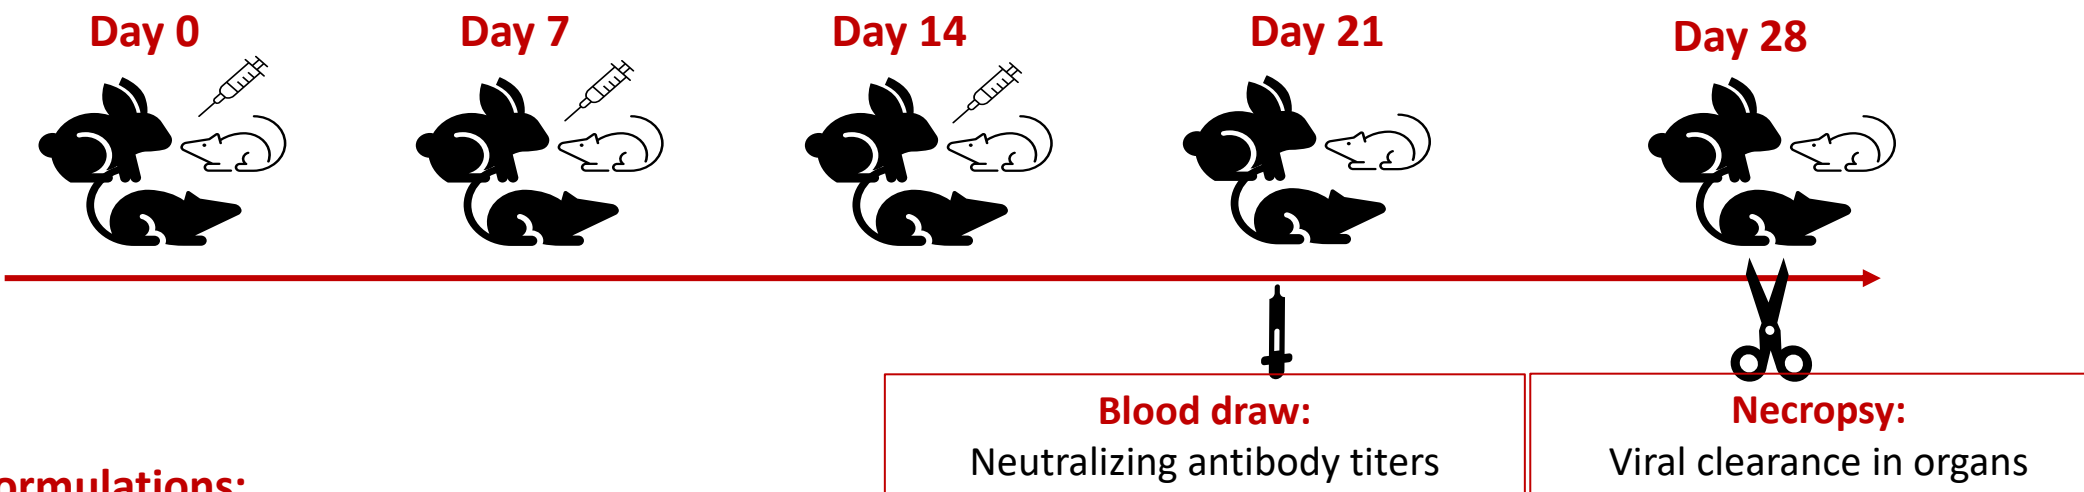 Day 0
Day 7
Day 14
Day 21
Day 28
Blood draw:
Neutralizing antibody titers
Necropsy:
Viral clearance in organs
ormulations: